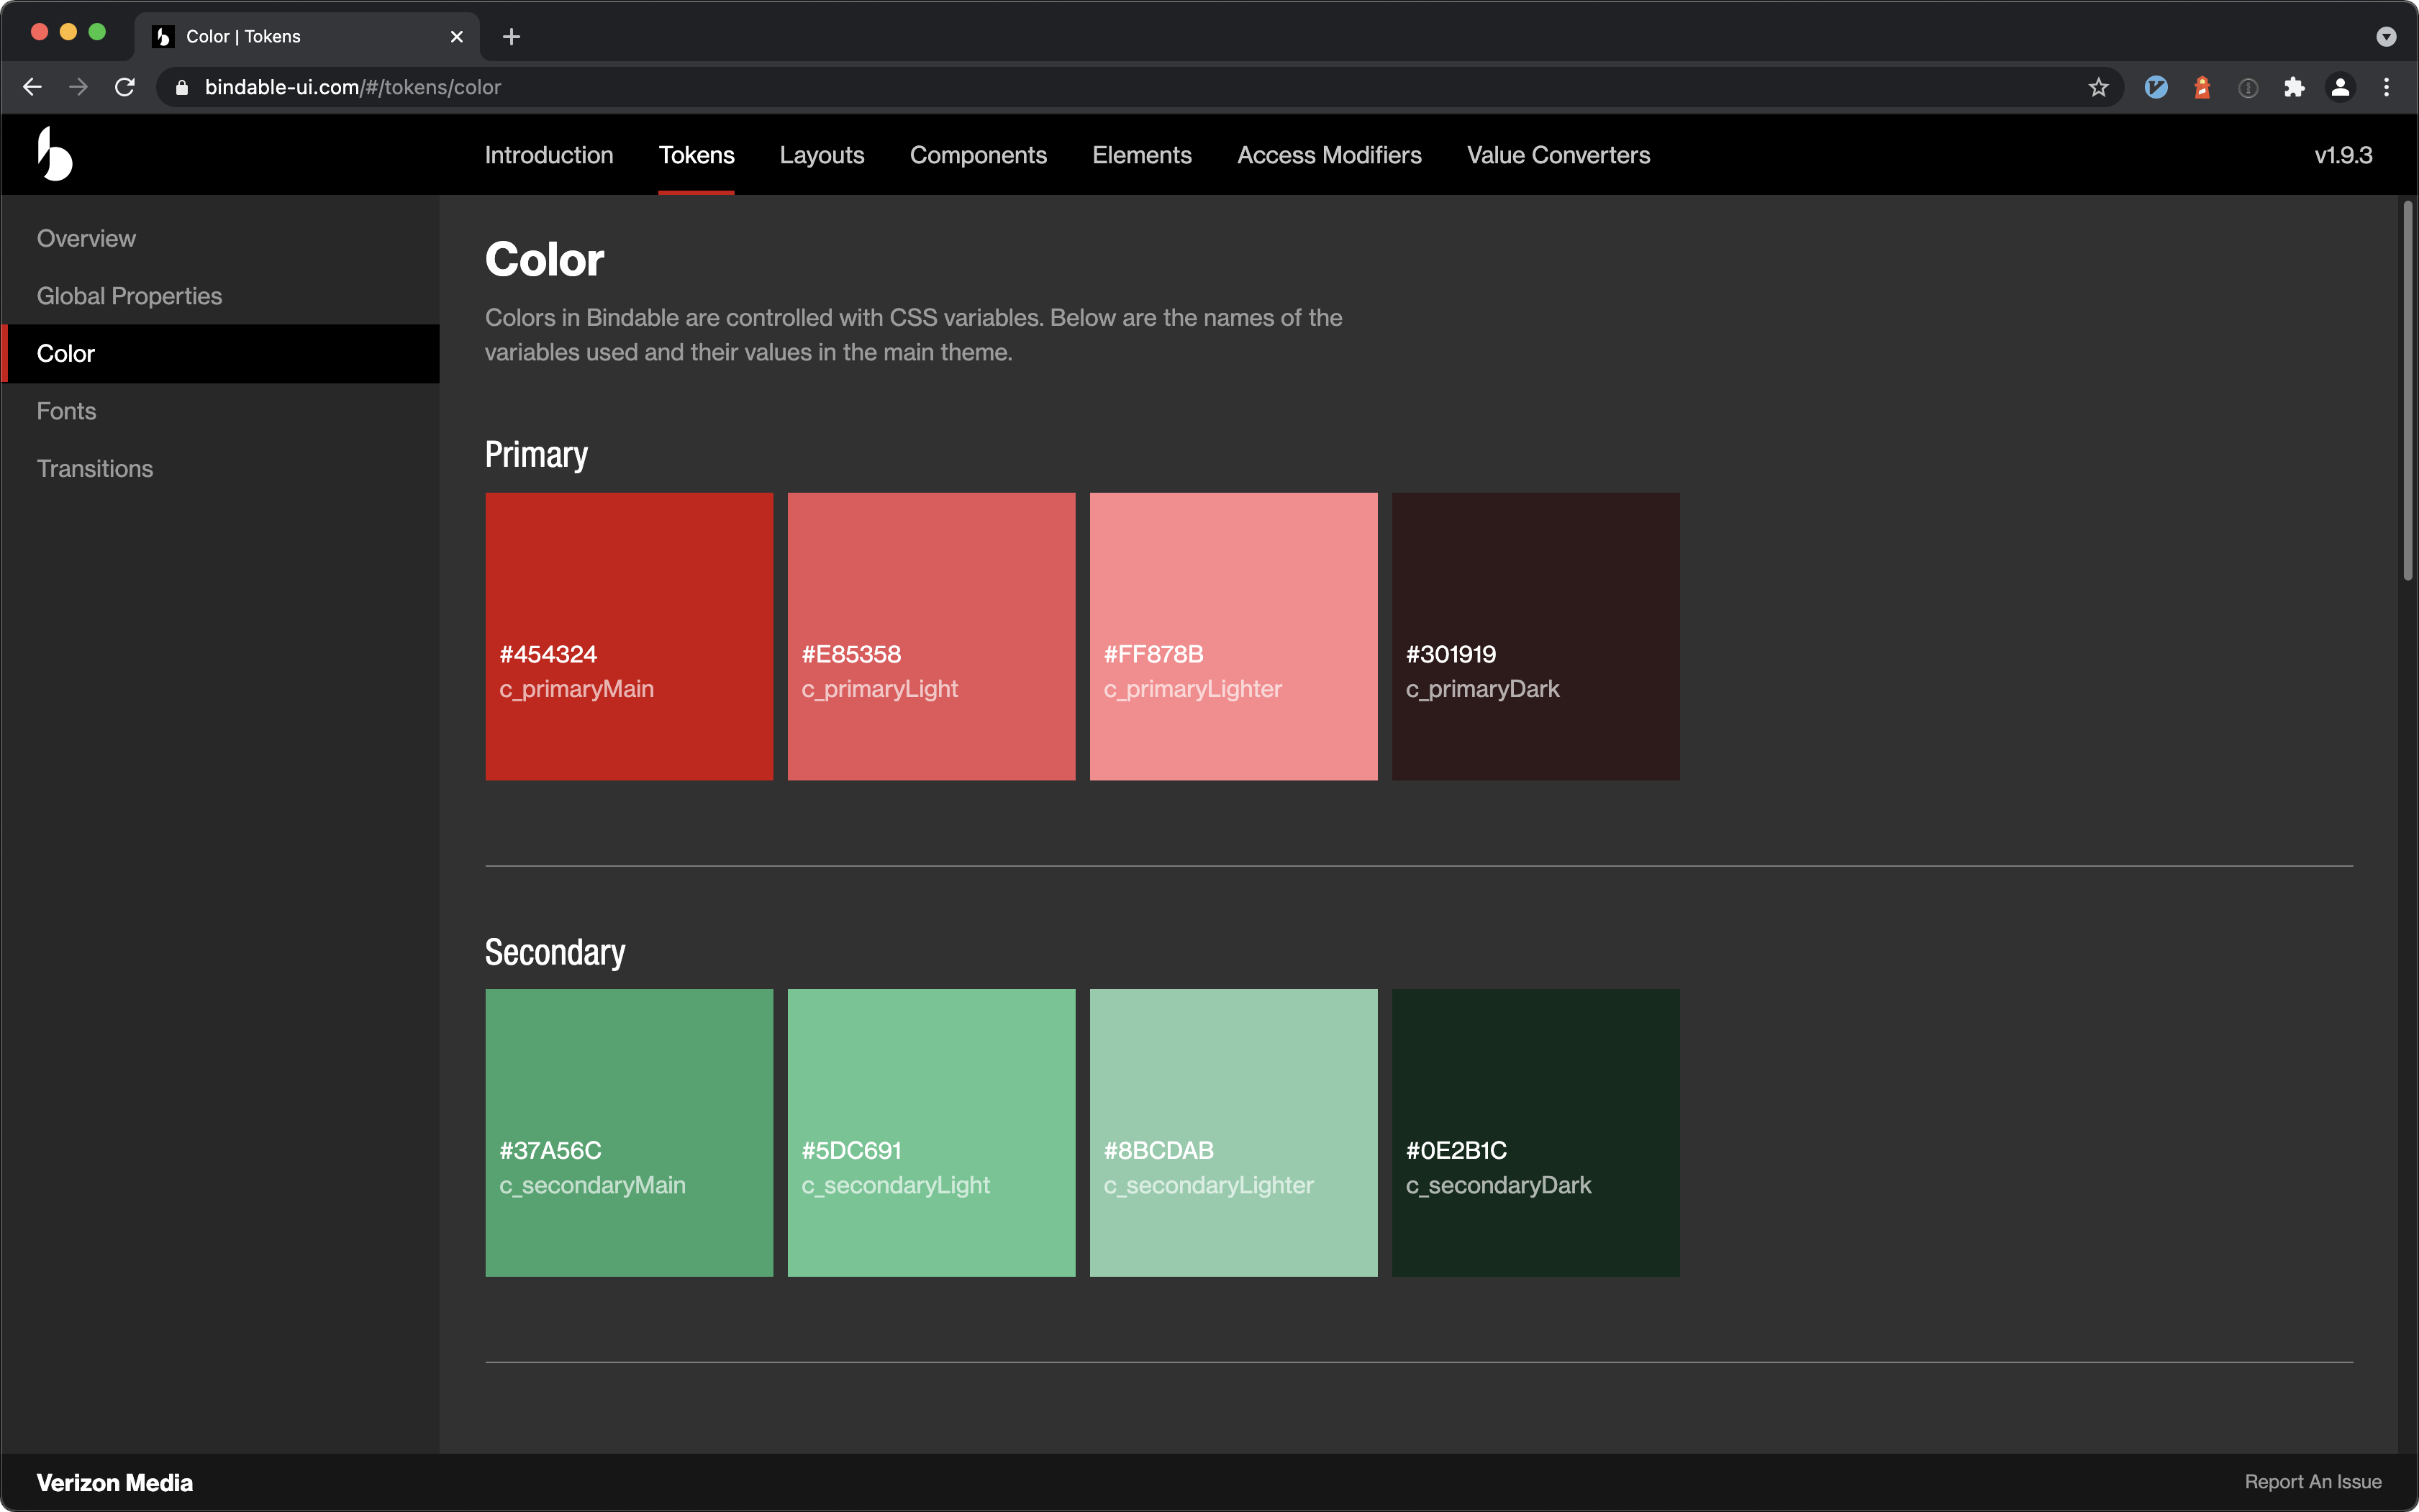 Color | Tokens
bindable-ui.com/#/tokens/color
Introduction Tokens Layouts Components Elements Access Modifiers Value Converters v1.9.3
Overview
Global Properties
Color
Fonts
Transitions
Color
Colors in Bindable are controlled with CSS variables. Below are the names of the
variables used and their values in the main theme.
Primary
#454324
c_primaryMain
#E85358
c_primaryLight
#FF878B
c_primaryLighter
#301919
c_primaryDark
Secondary
#37A56C
c_secondaryMain
#5DC691
c_secondaryLight
#8BCDAB
c_secondaryLighter
#0E2B1C
c_secondaryDark
Verizon Media
Report An Issue